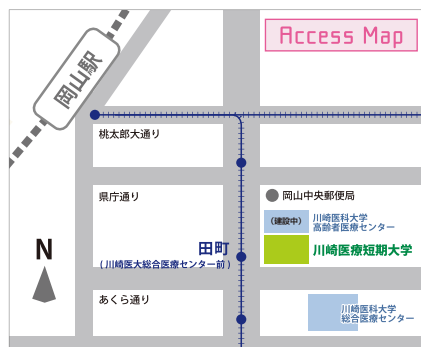 Access Map
岡山駅
桃太郎大通り
県庁通り
岡山中央郵便局
(建設中)
川崎医科大学
高齢者医療センター
田町
(川崎医大総合医療センター前)
川崎医療短期大学
N
あくら通り
川崎医科大学
総合医療センター